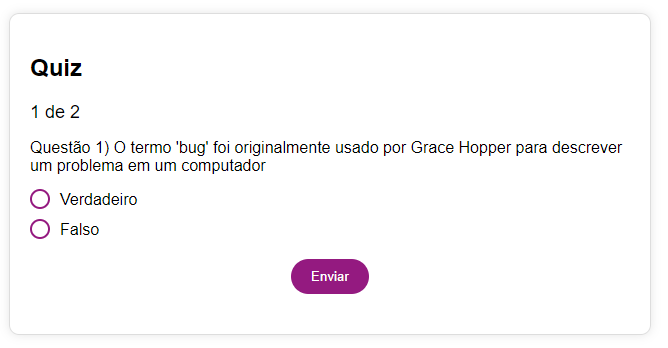 Quiz
1 de 2
Questão 1) O termo 'bug' foi originalmente usado por Grace Hopper para descrever
um problema em um computador
Verdadeiro
Falso
Enviar